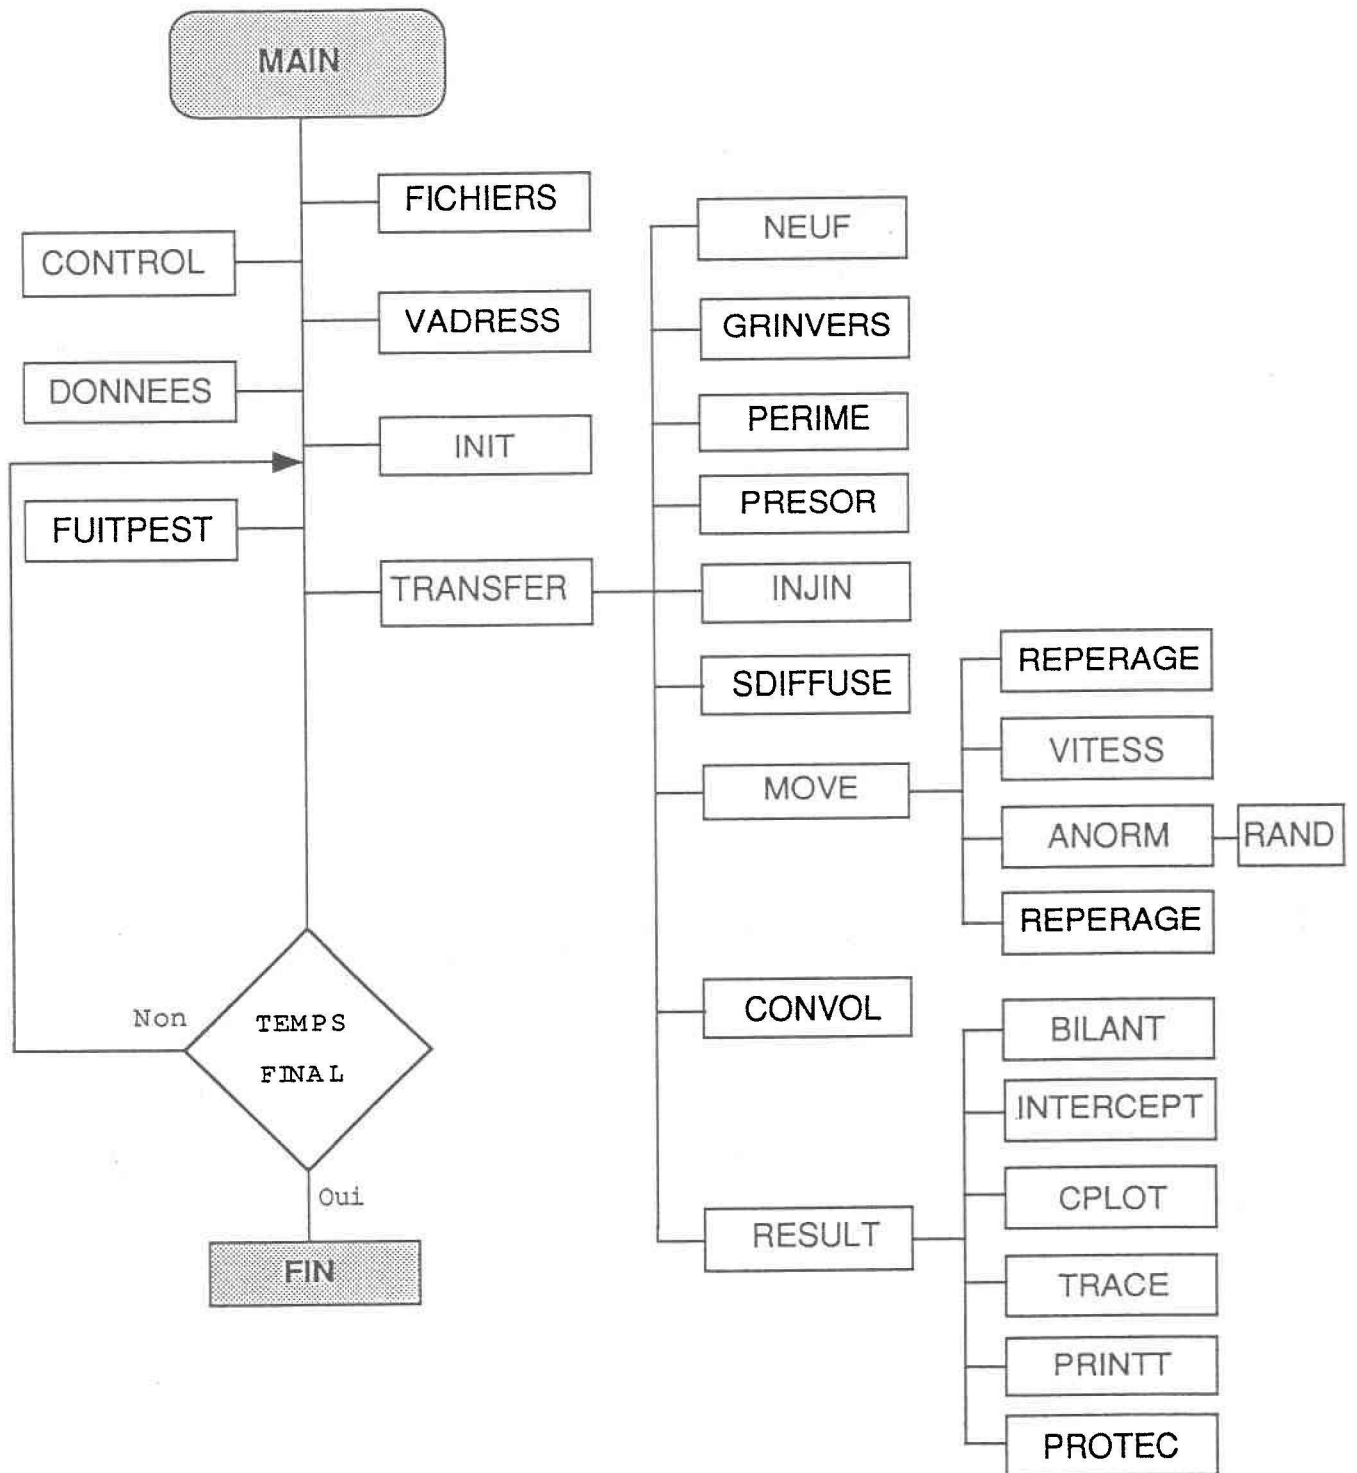 MAIN
FICHIERS
CONTROL
VADRESS
DONNEES
INIT
FUITPEST
TRANSFER
NEUF
GRINVERS
PERIME
PRESOR
INJIN
SDIFFUSE
MOVE
REPERAGE
VITESS
ANORM
RAND
REPERAGE
CONVOL
RESULT
BILANT
INTERCEPT
CPLOT
TRACE
PRINTT
PROTEC
TEMPS
FINAL
Non
Oui
FIN